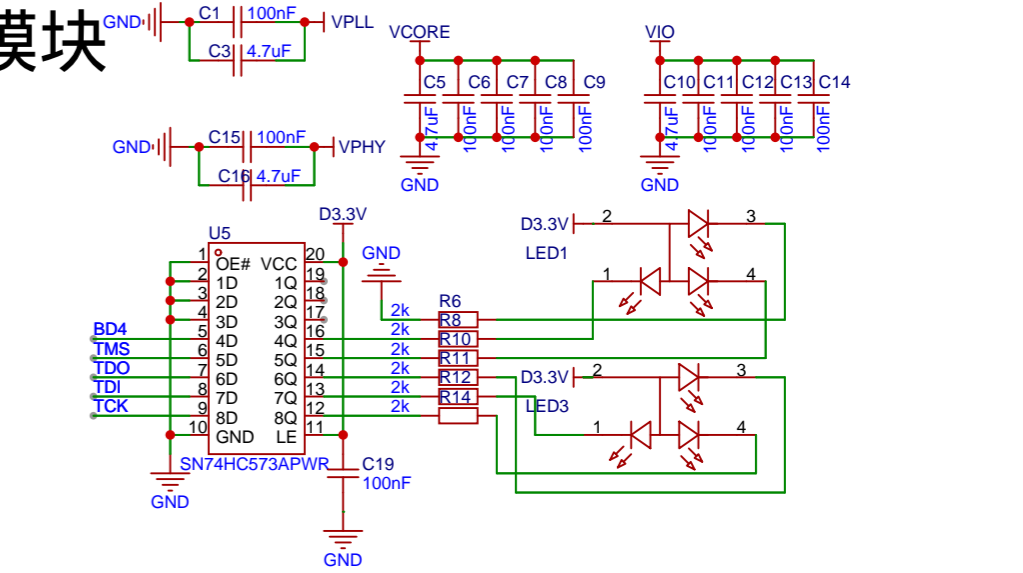 模块
GND C1 100nF VPLL
C3 4.7uF
VCORE
C5 C6 C7 C8 C9
4.7uF 100nF 100nF 100nF 100nF
GND
VIO
C10 C11 C12 C13 C14
4.7uF 100nF 100nF 100nF 100nF
GND
GND C15 100nF VPHY
C16 4.7uF
D3.3V
U5
GND
1 OE# VCC 20
2 1D 1Q 19
3 2D 2Q 18
4 3D 3Q 17
BD4 5 4D 4Q 16
TMS 6 5D 5Q 15
TDO 7 6D 6Q 14
TDI 8 7D 7Q 13
TCK 9 8D 8Q 12
10 GND LE 11
SN74HC573APWR
GND
C19
100nF
GND
R6
2k R8
2k R10
2k R11
2k R12
2k R14
2k
D3.3V 2 3
LED1
1 4
D3.3V 2 3
LED3
1 4